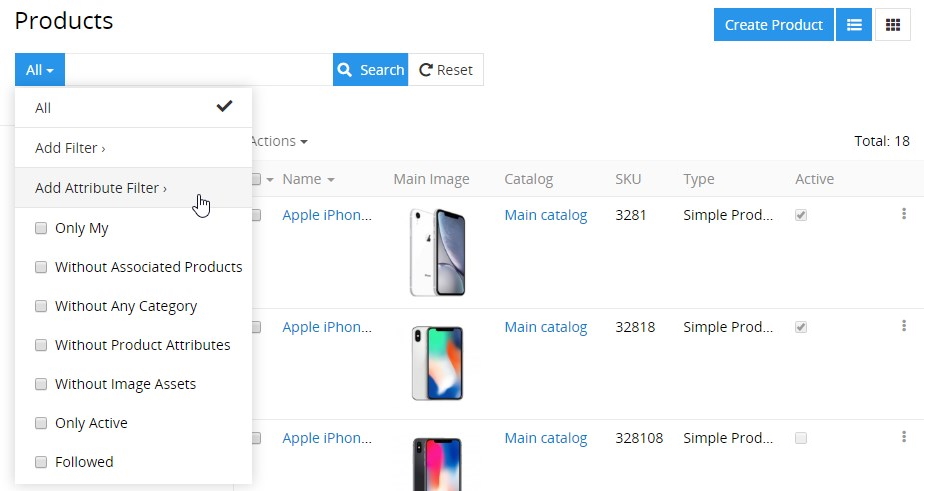 Products
Create Product
All
Search
Reset
All
Add Filter ›
Add Attribute Filter ›
Only My
Without Associated Products
Without Any Category
Without Product Attributes
Without Image Assets
Only Active
Followed
Actions
Total: 18
Name Main Image Catalog SKU Type Active
Apple iPhon... Main catalog 3281 Simple Prod...
Apple iPhon... Main catalog 32818 Simple Prod...
Apple iPhon... Main catalog 328108 Simple Prod...